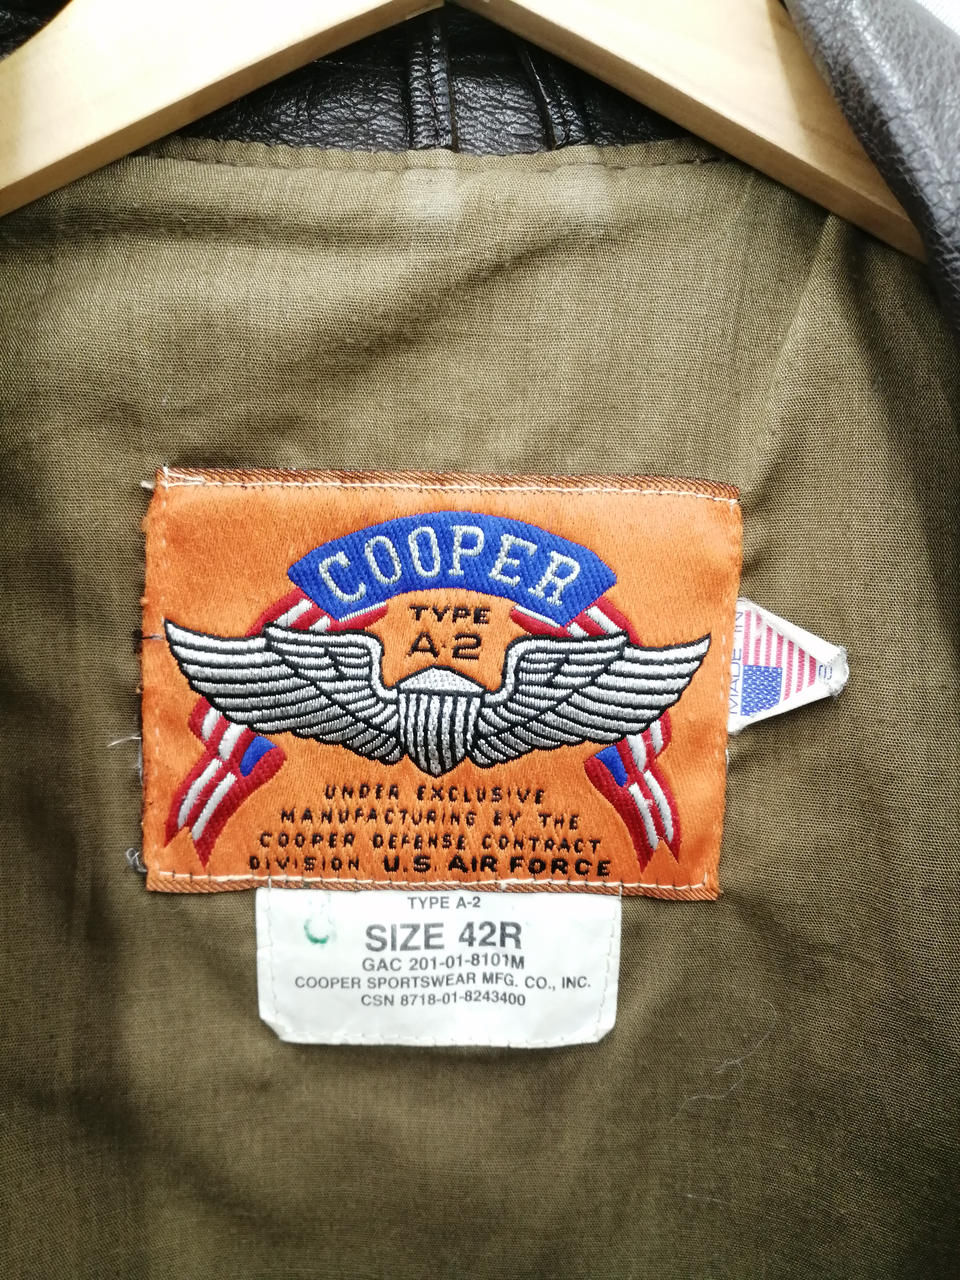 COOPER
TYPE
A-2
UNDER EXCLUSIVE
MANUFACTURING BY THE
COOPER DEFENSE CONTRACT
DIVISION U.S. AIR FORCE
MADE IN
TYPE A-2
SIZE 42R
GAC 201-01-8101M
COOPER SPORTSWEAR MFG. CO., INC.
CSN 8718-01-8243400